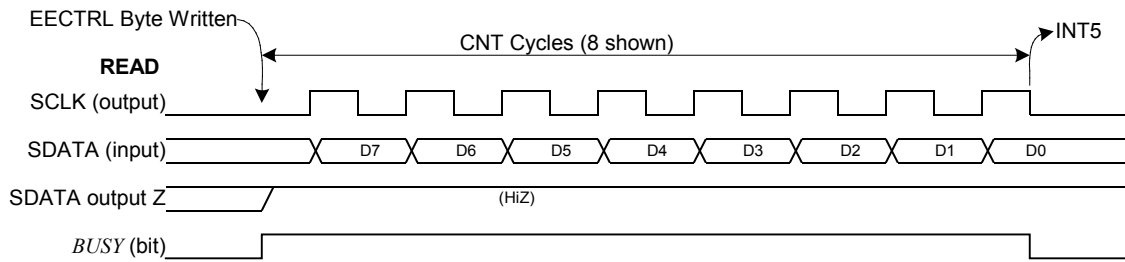 EECTRL Byte Written
CNT Cycles (8 shown)
INT5
READ
SCLK (output)
SDATA (input)
D7 D6 D5 D4 D3 D2 D1 D0
SDATA output Z
(HiZ)
BUSY (bit)